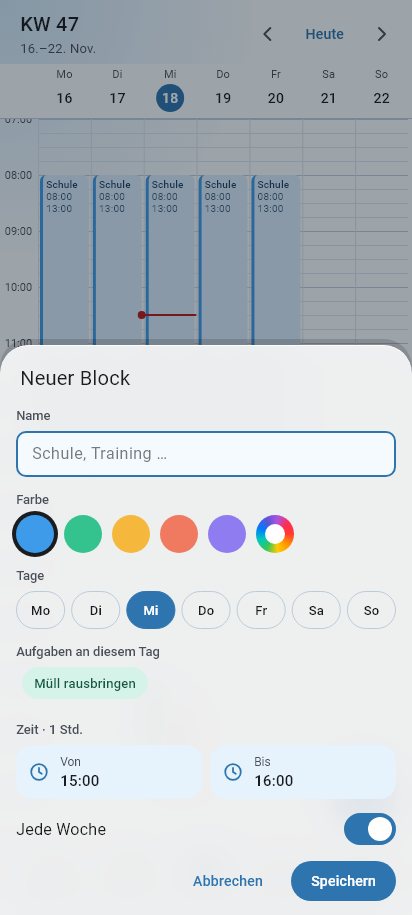 KW 47
16.–22. Nov.
Heute
Mo Di Mi Do Fr Sa So
16 17 18 19 20 21 22
07:00
08:00
Schule Schule Schule Schule Schule
08:00 08:00 08:00 08:00 08:00
13:00 13:00 13:00 13:00 13:00
09:00
10:00
11:00
Neuer Block
Name
Schule, Training …
Farbe
Tage
Mo Di Mi Do Fr Sa So
Aufgaben an diesem Tag
Müll rausbringen
Zeit · 1 Std.
Von Bis
15:00 16:00
Jede Woche
Abbrechen Speichern